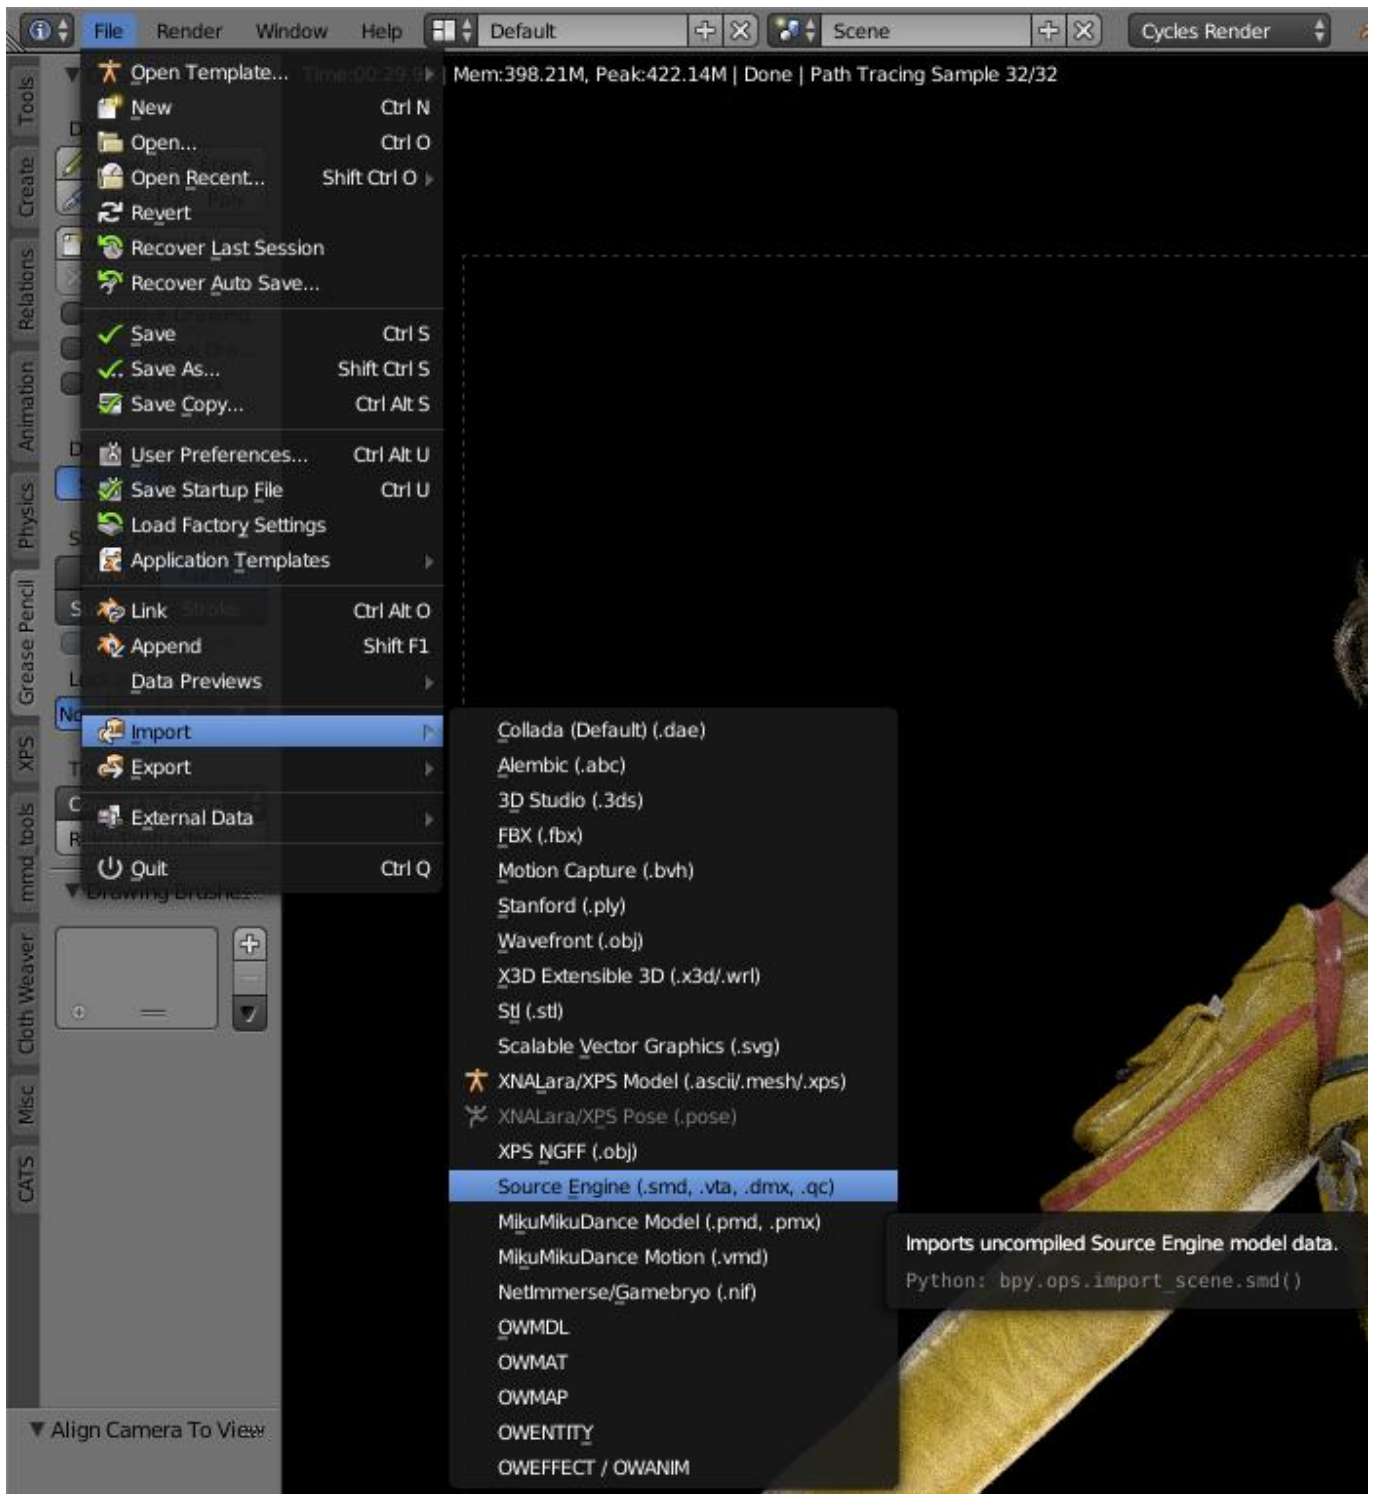 File Render Window Help Default Scene Cycles Render
Time:00:29.9 | Mem:398.21M, Peak:422.14M | Done | Path Tracing Sample 32/32
Open Template...
New Ctrl N
Open... Ctrl O
Open Recent... Shift Ctrl O
Revert
Recover Last Session
Recover Auto Save...
Save Ctrl S
Save As... Shift Ctrl S
Save Copy... Ctrl Alt S
User Preferences... Ctrl Alt U
Save Startup File Ctrl U
Load Factory Settings
Application Templates
Link Ctrl Alt O
Append Shift F1
Data Previews
Import
Export
External Data
Quit Ctrl Q
Collada (Default) (.dae)
Alembic (.abc)
3D Studio (.3ds)
FBX (.fbx)
Motion Capture (.bvh)
Stanford (.ply)
Wavefront (.obj)
X3D Extensible 3D (.x3d/.wrl)
Stl (.stl)
Scalable Vector Graphics (.svg)
XNALara/XPS Model (.ascii/.mesh/.xps)
XNALara/XPS Pose (.pose)
XPS NGFF (.obj)
Source Engine (.smd, .vta, .dmx, .qc)
MikuMikuDance Model (.pmd, .pmx)
MikuMikuDance Motion (.vmd)
NetImmerse/Gamebryo (.nif)
OWMDL
OWMAT
OWMAP
OWENTITY
OWEFFECT / OWANIM
Imports uncompiled Source Engine model data.
Python: bpy.ops.import_scene.smd()
Tools
Create
Relations
Animation
Physics
Grease Pencil
XPS
mmd_tools
Cloth Weaver
Misc
CATS
Drawing Brushes...
Align Camera To View